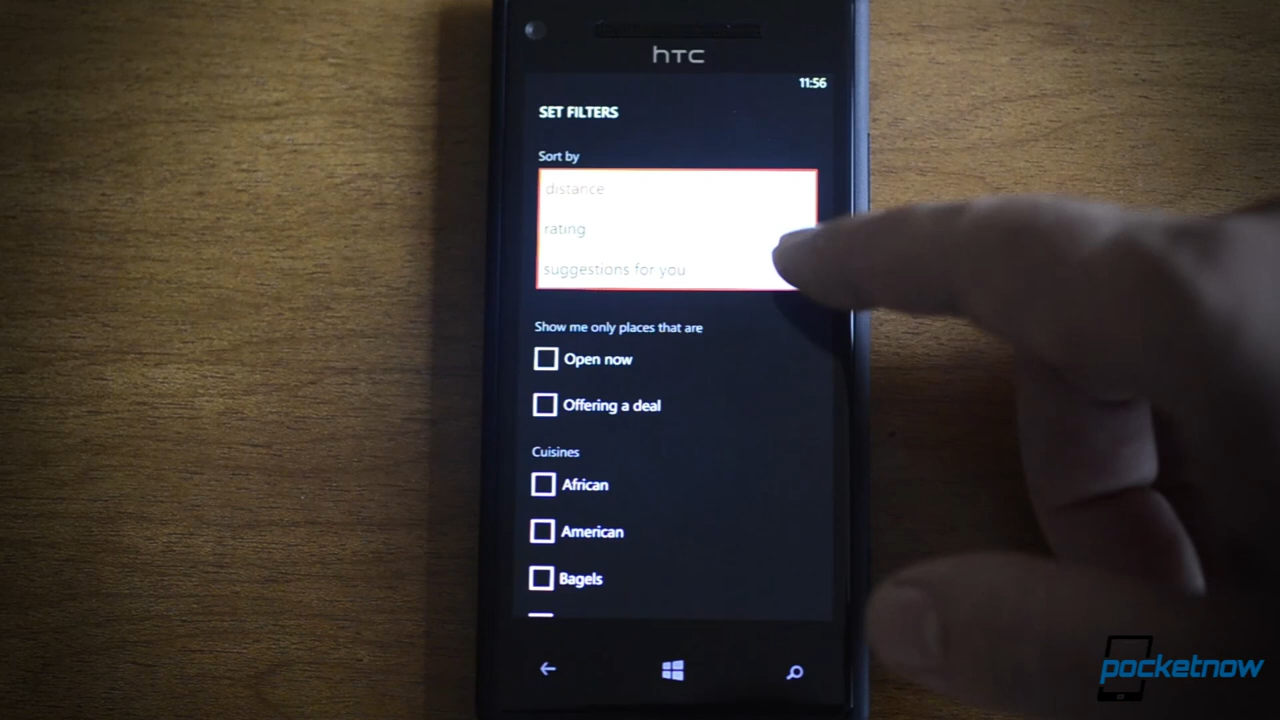 hTC
11:56
SET FILTERS
Sort by
distance
rating
suggestions for you
Show me only places that are
Open now
Offering a deal
Cuisines
African
American
Bagels
pocketnow